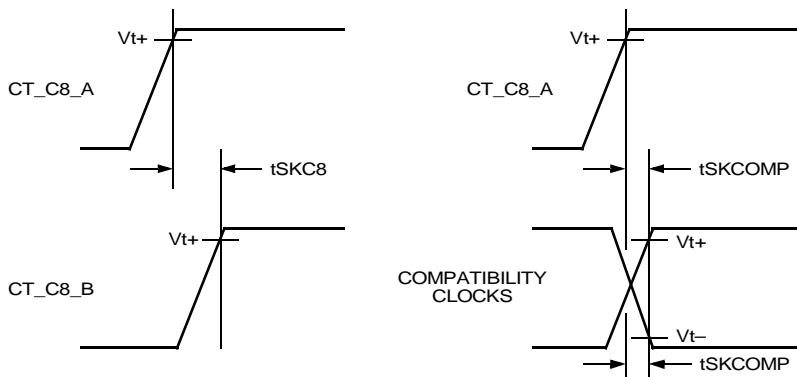 Vt+
CT_C8_A
tSKC8
Vt+
CT_C8_B
Vt+
CT_C8_A
tSKCOMP
Vt+
COMPATIBILITY
CLOCKS
Vt–
tSKCOMP